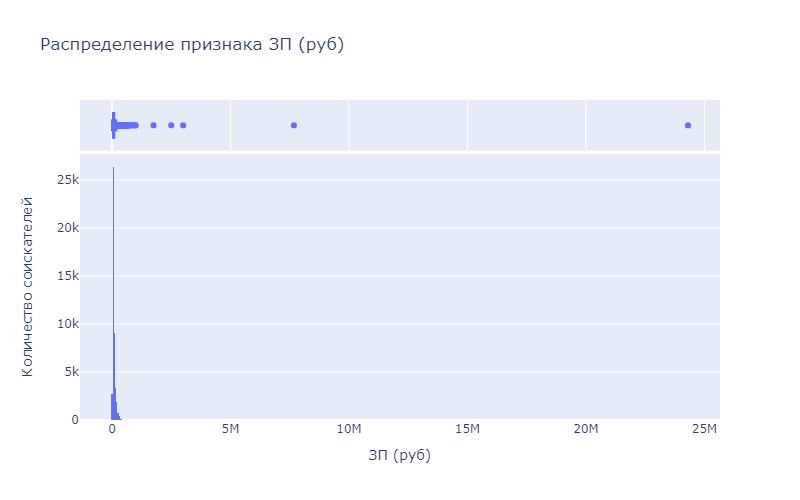 Распределение признака ЗП (руб)
25k
20k
15k
10k
5k
0
Количество соискателей
0 5M 10M 15M 20M 25M
ЗП (руб)